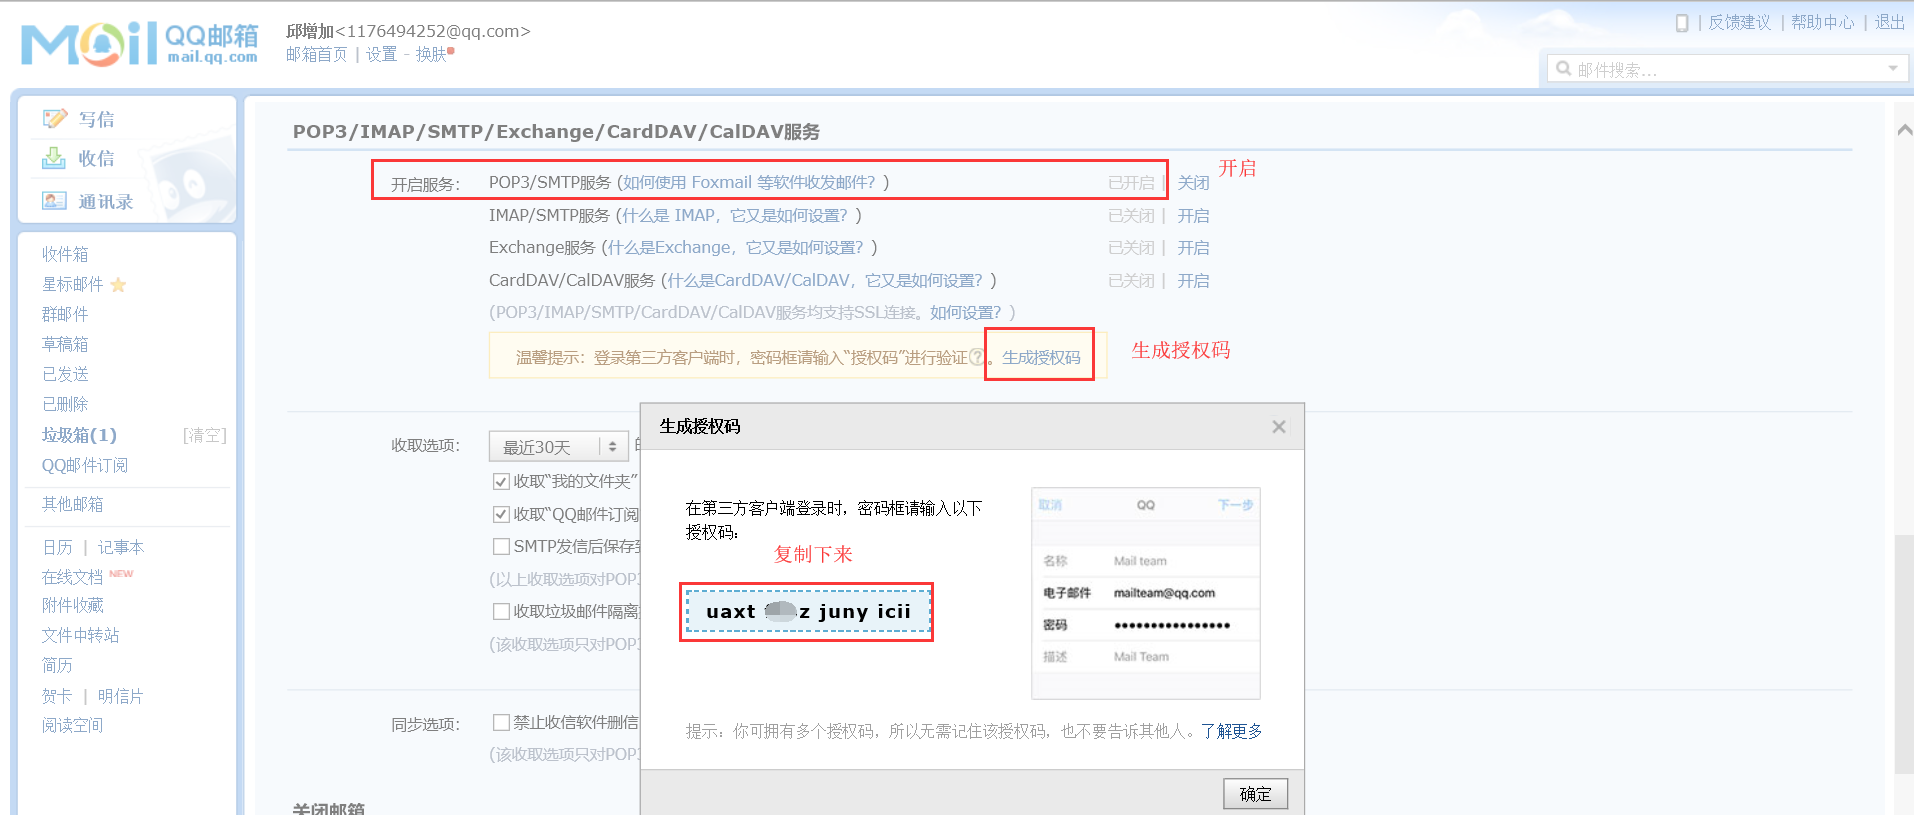 Mail QQ邮箱
mail.qq.com
邱增加<1176494252@qq.com>
邮箱首页 | 设置 - 换肤
| 反馈建议 | 帮助中心 | 退出
邮件搜索...
写信
收信
通讯录
收件箱
星标邮件
群邮件
草稿箱
已发送
已删除
垃圾箱(1) [清空]
QQ邮件订阅
其他邮箱
日历 | 记事本
在线文档 NEW
附件收藏
文件中转站
简历
贺卡 | 明信片
阅读空间
POP3/IMAP/SMTP/Exchange/CardDAV/CalDAV服务
开启服务： POP3/SMTP服务 (如何使用 Foxmail 等软件收发邮件？) 已开启 | 关闭 开启
IMAP/SMTP服务 (什么是 IMAP，它又是如何设置？) 已关闭 | 开启
Exchange服务 (什么是Exchange，它又是如何设置？) 已关闭 | 开启
CardDAV/CalDAV服务 (什么是CardDAV/CalDAV，它又是如何设置？) 已关闭 | 开启
(POP3/IMAP/SMTP/CardDAV/CalDAV服务均支持SSL连接。如何设置？)
温馨提示：登录第三方客户端时，密码框请输入“授权码”进行验证?。生成授权码 生成授权码
收取选项： 最近30天
收取“我的文件夹”
收取“QQ邮件订阅
SMTP发信后保存
(以上收取选项对POP
收取垃圾邮件隔离
(该收取选项只对POP
同步选项： 禁止收信软件删信
(该收取选项只对POP
关闭邮箱
生成授权码 ×
在第三方客户端登录时，密码框请输入以下
授权码：
复制下来
uaxt z juny icii
取消 QQ 下一步
名称 Mail team
电子邮件 mailteam@qq.com
密码 ••••••••••••••••
描述 Mail Team
提示：你可拥有多个授权码，所以无需记住该授权码，也不要告诉其他人。了解更多
确定